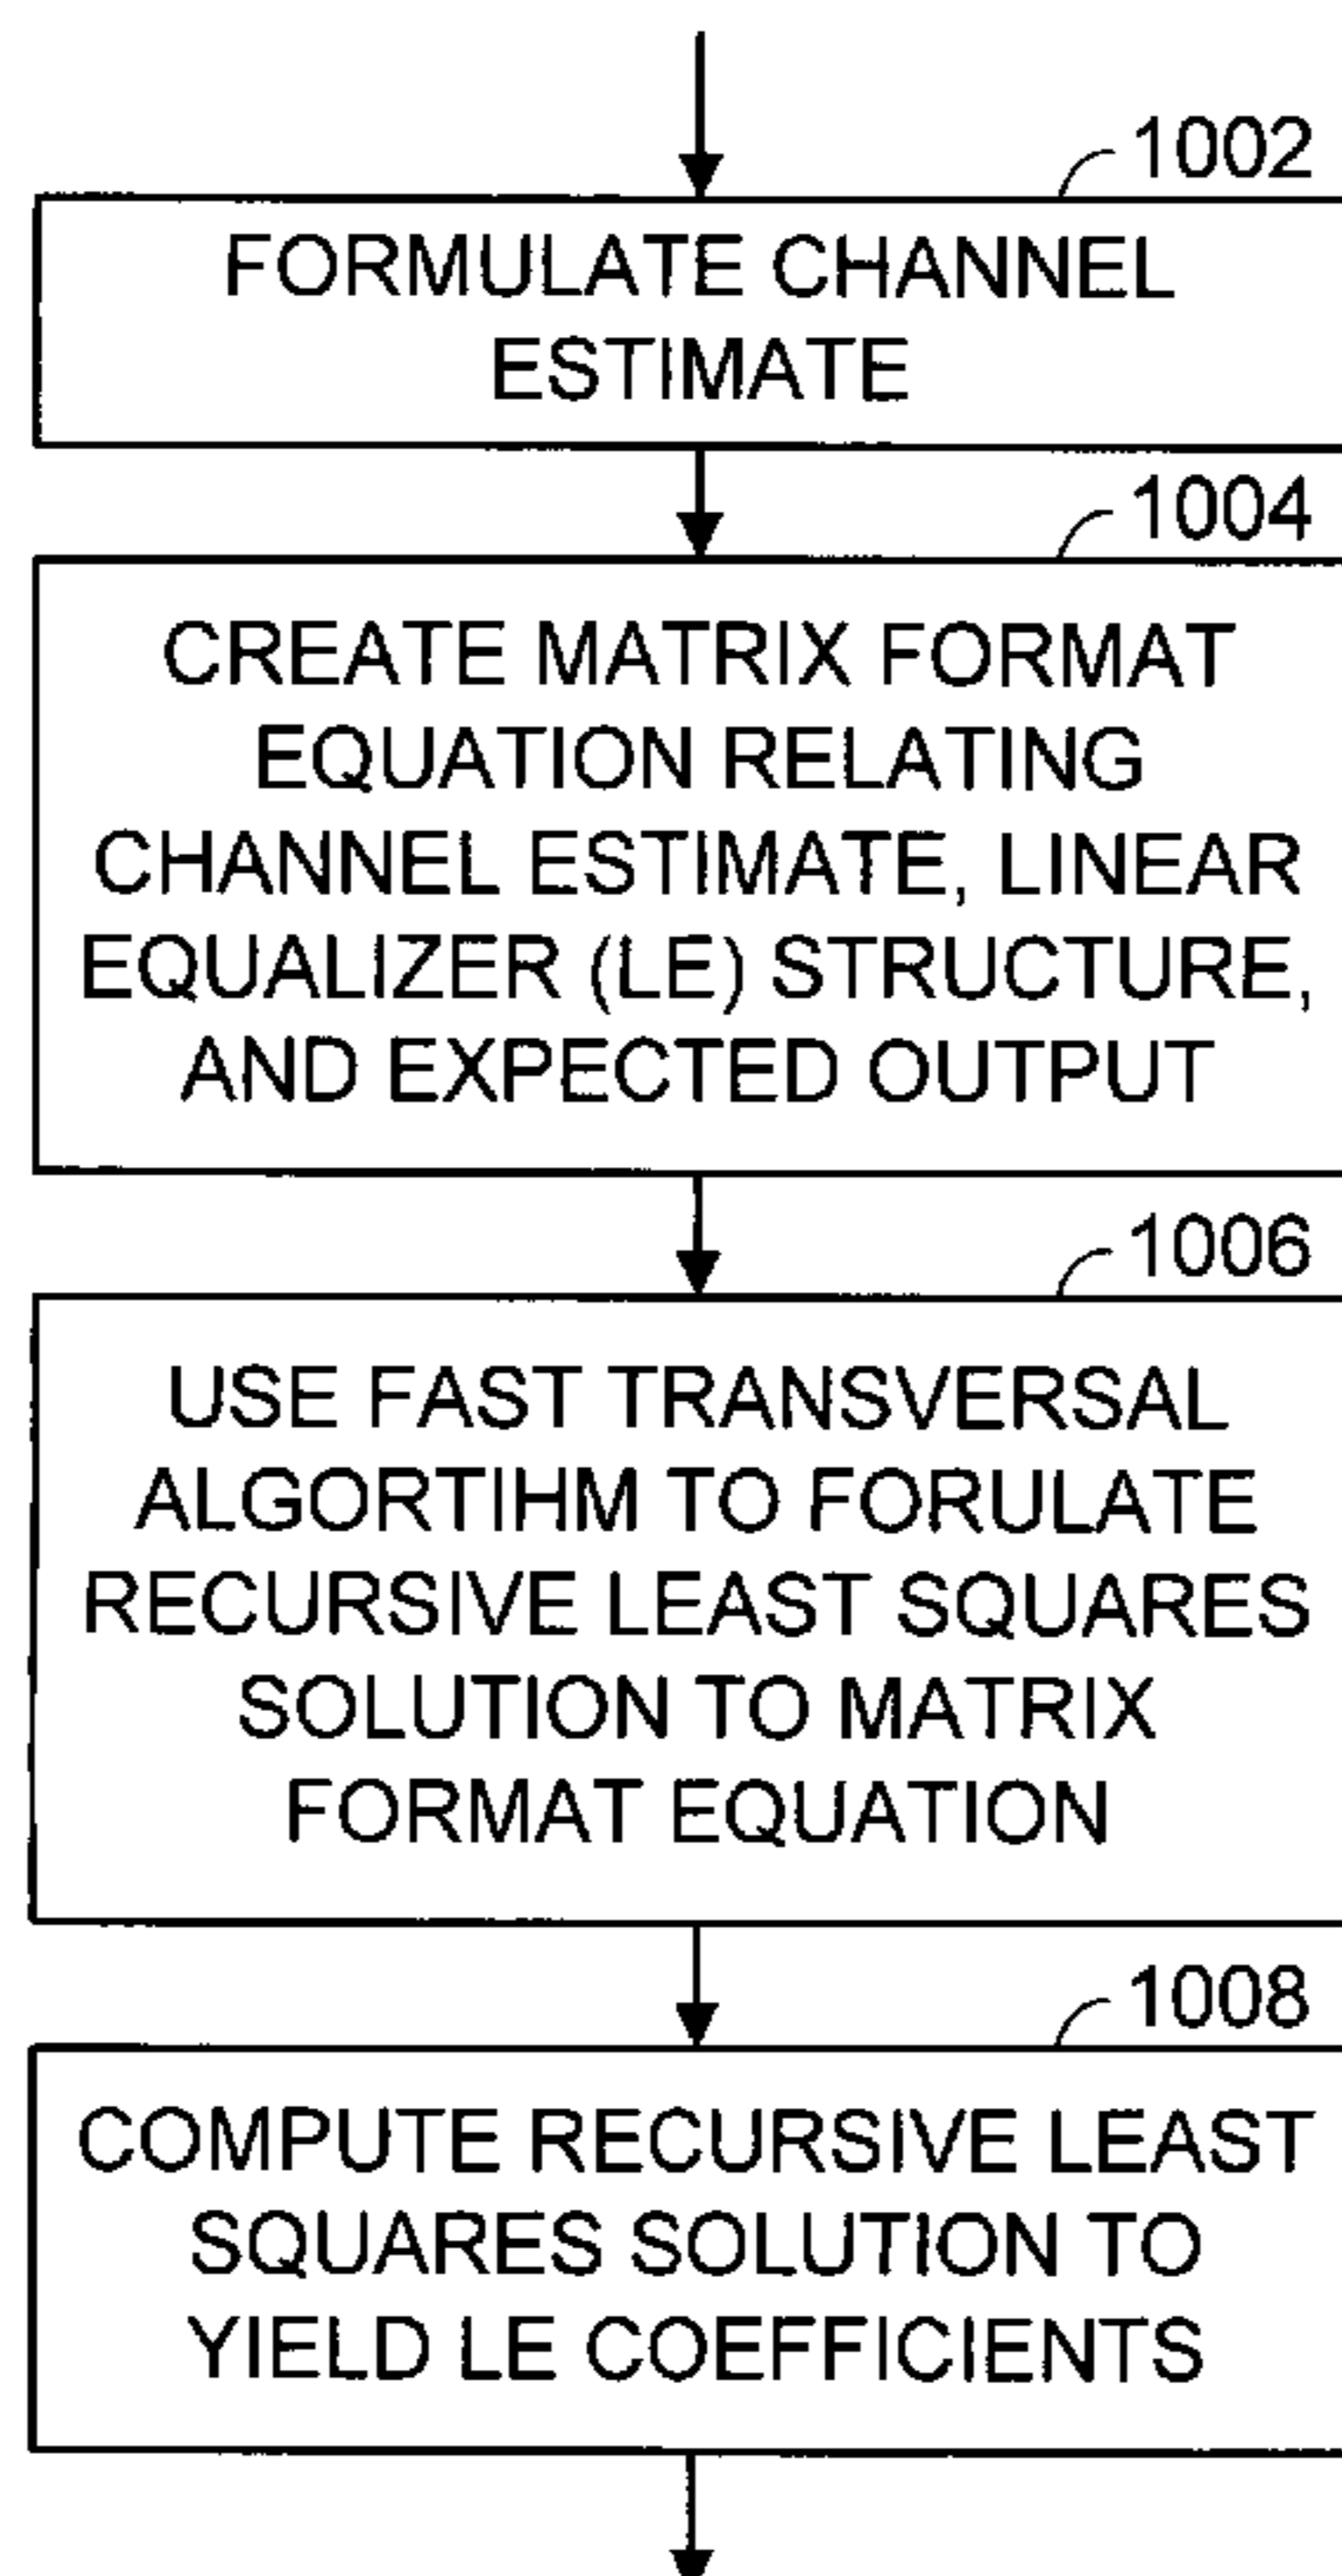 1002
FORMULATE CHANNEL
ESTIMATE
1004
CREATE MATRIX FORMAT
EQUATION RELATING
CHANNEL ESTIMATE, LINEAR
EQUALIZER (LE) STRUCTURE,
AND EXPECTED OUTPUT
1006
USE FAST TRANSVERSAL
ALGORTIHM TO FORULATE
RECURSIVE LEAST SQUARES
SOLUTION TO MATRIX
FORMAT EQUATION
1008
COMPUTE RECURSIVE LEAST
SQUARES SOLUTION TO
YIELD LE COEFFICIENTS